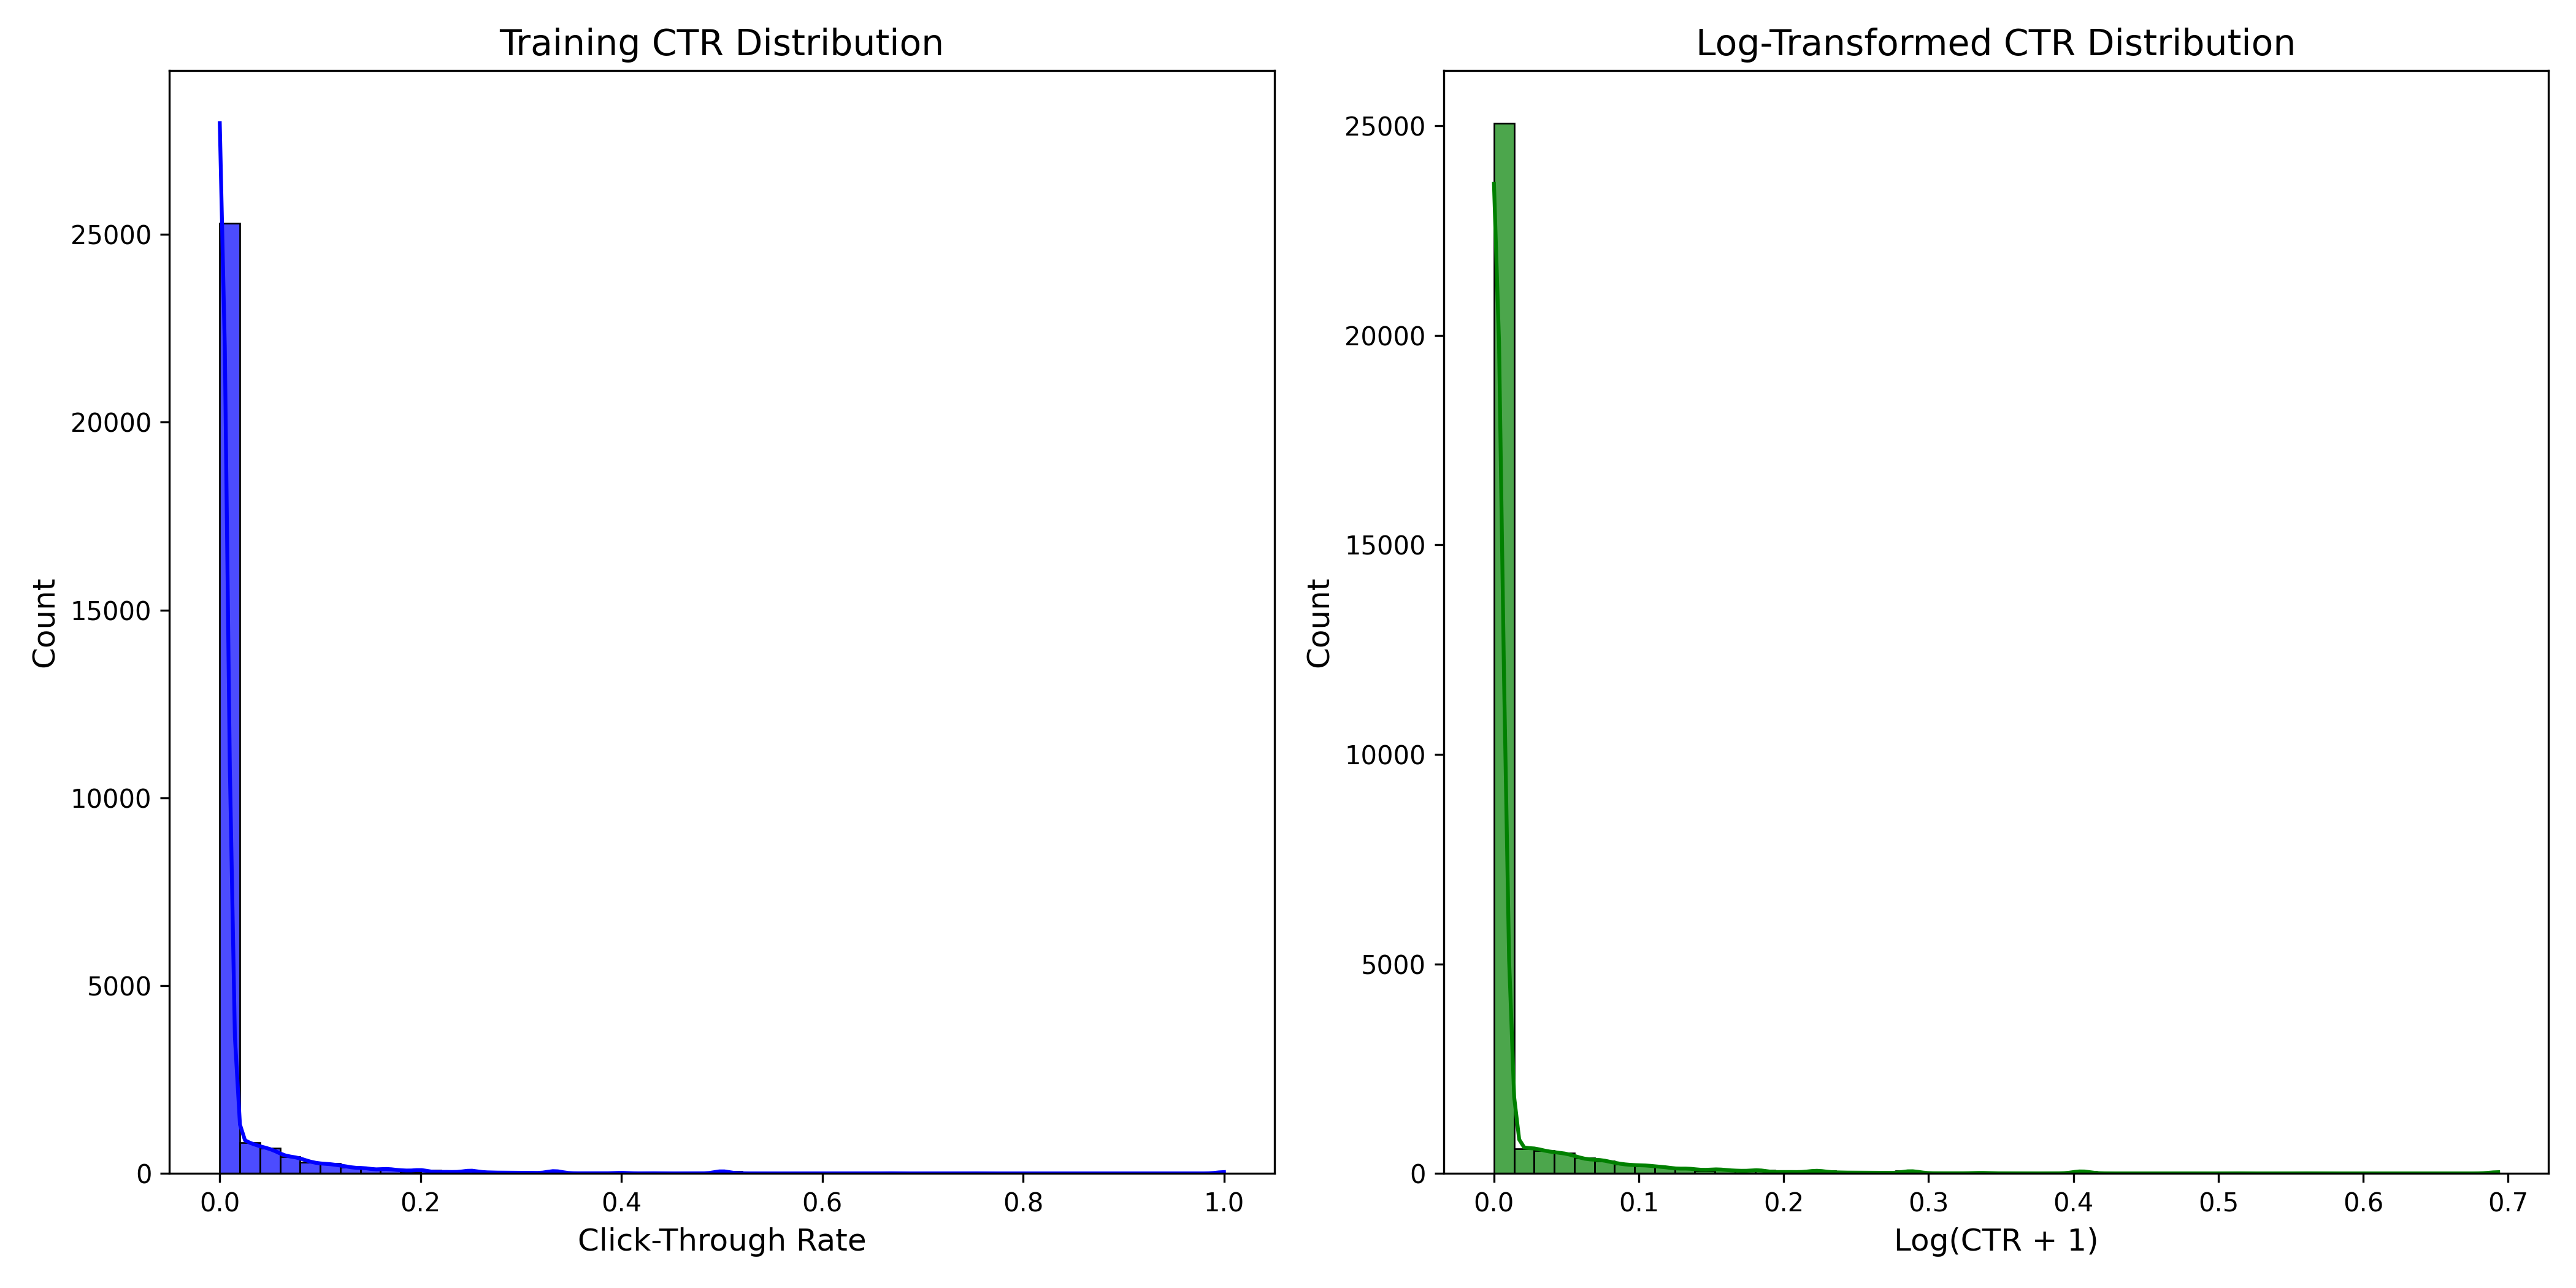 Training CTR Distribution
25000
20000
15000
10000
5000
0
Count
0.0 0.2 0.4 0.6 0.8 1.0
Click-Through Rate
Log-Transformed CTR Distribution
25000
20000
15000
10000
5000
0
Count
0.0 0.1 0.2 0.3 0.4 0.5 0.6 0.7
Log(CTR + 1)